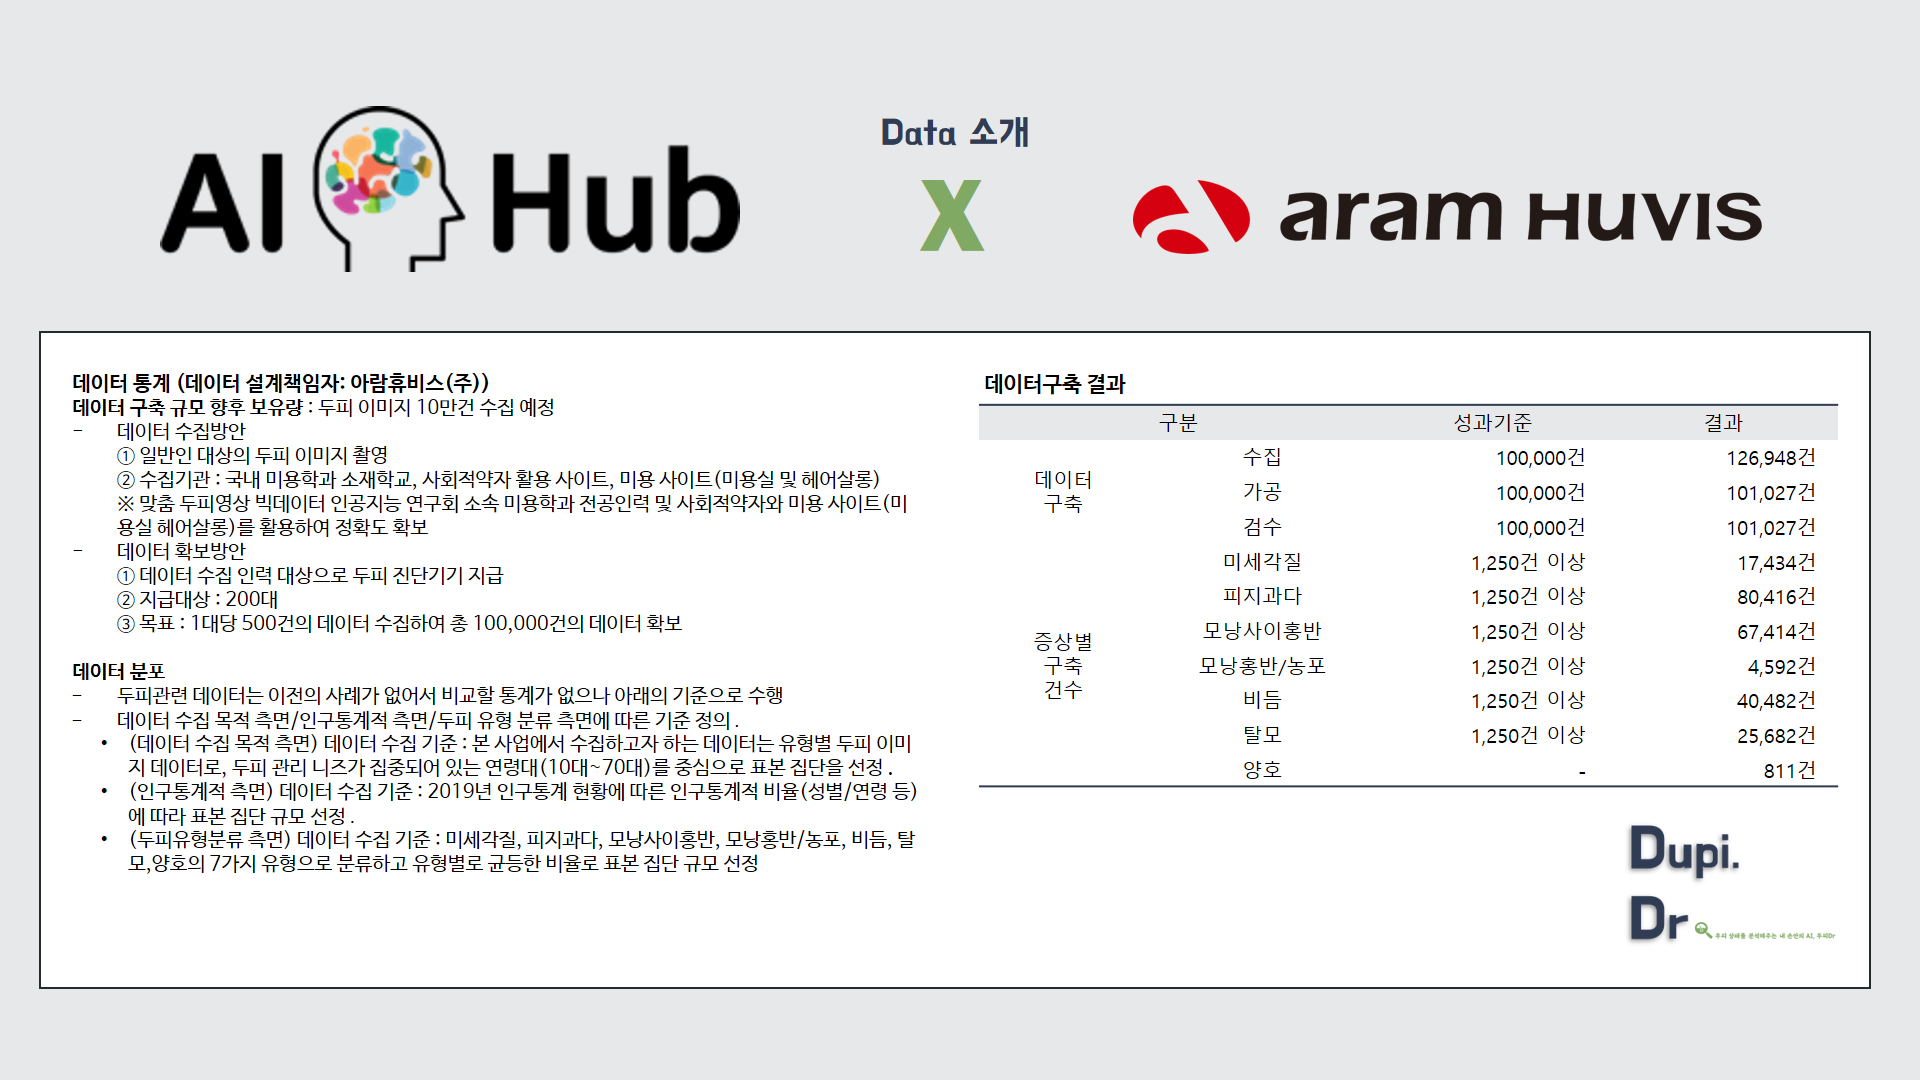 Data 소개
AI Hub
X
aram HUVIS
데이터 통계 (데이터 설계책임자: 아람휴비스(주))
데이터 구축 규모 향후 보유량 : 두피 이미지 10만건 수집 예정
– 데이터 수집방안
① 일반인 대상의 두피 이미지 촬영
② 수집기관 : 국내 미용학과 소재학교, 사회적약자 활용 사이트, 미용 사이트(미용실 및 헤어살롱)
※ 맞춤 두피영상 빅데이터 인공지능 연구회 소속 미용학과 전공인력 및 사회적약자와 미용 사이트(미
용실 헤어살롱)를 활용하여 정확도 확보
– 데이터 확보방안
① 데이터 수집 인력 대상으로 두피 진단기기 지급
② 지급대상 : 200대
③ 목표 : 1대당 500건의 데이터 수집하여 총 100,000건의 데이터 확보
데이터 분포
– 두피관련 데이터는 이전의 사례가 없어서 비교할 통계가 없으나 아래의 기준으로 수행
– 데이터 수집 목적 측면/인구통계적 측면/두피 유형 분류 측면에 따른 기준 정의 .
• (데이터 수집 목적 측면) 데이터 수집 기준 : 본 사업에서 수집하고자 하는 데이터는 유형별 두피 이미
지 데이터로, 두피 관리 니즈가 집중되어 있는 연령대(10대~70대)를 중심으로 표본 집단을 선정 .
• (인구통계적 측면) 데이터 수집 기준 : 2019년 인구통계 현황에 따른 인구통계적 비율(성별/연령 등)
에 따라 표본 집단 규모 선정 .
• (두피유형분류 측면) 데이터 수집 기준 : 미세각질, 피지과다, 모낭사이홍반, 모낭홍반/농포, 비듬, 탈
모,양호의 7가지 유형으로 분류하고 유형별로 균등한 비율로 표본 집단 규모 선정
데이터구축 결과
구분 성과기준 결과
데이터
구축
수집 100,000건 126,948건
가공 100,000건 101,027건
검수 100,000건 101,027건
증상별
구축
건수
미세각질 1,250건 이상 17,434건
피지과다 1,250건 이상 80,416건
모낭사이홍반 1,250건 이상 67,414건
모낭홍반/농포 1,250건 이상 4,592건
비듬 1,250건 이상 40,482건
탈모 1,250건 이상 25,682건
양호 - 811건
Dupi.
Dr
두피 상태를 분석해주는 내 손안의 AI, 두피Dr